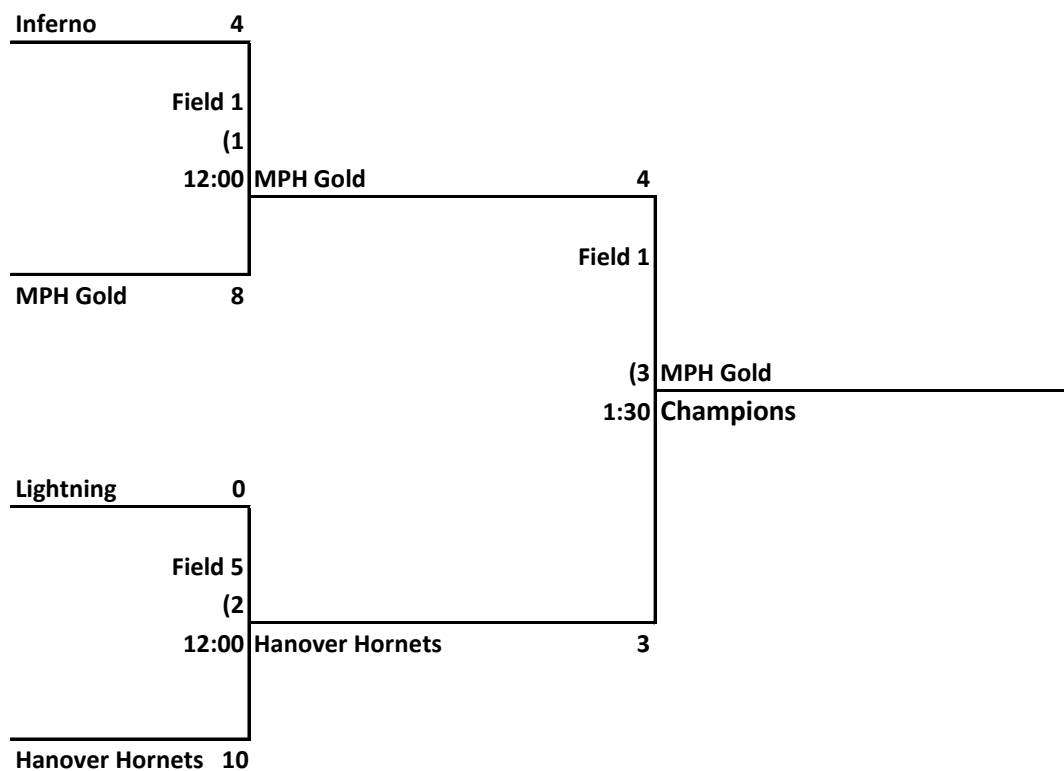 Inferno 4
Field 1
(1
12:00 MPH Gold 4
Field 1
MPH Gold 8
(3 MPH Gold
1:30 Champions
Lightning 0
Field 5
(2
12:00 Hanover Hornets 3
Hanover Hornets 10